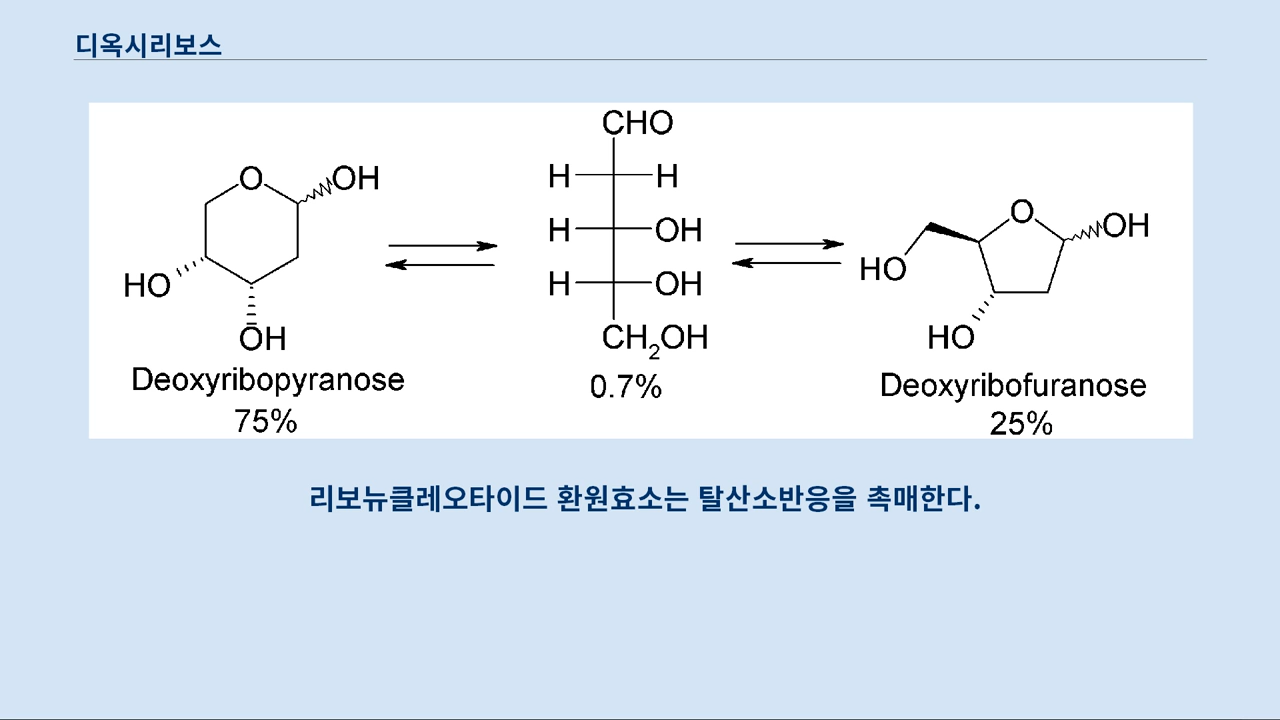 디옥시리보스
O
OH
HO
OH
Deoxyribopyranose
75%
CHO
H H
H OH
H OH
CH₂OH
0.7%
O
OH
HO
HO
Deoxyribofuranose
25%
리보뉴클레오타이드 환원효소는 탈산소반응을 촉매한다.